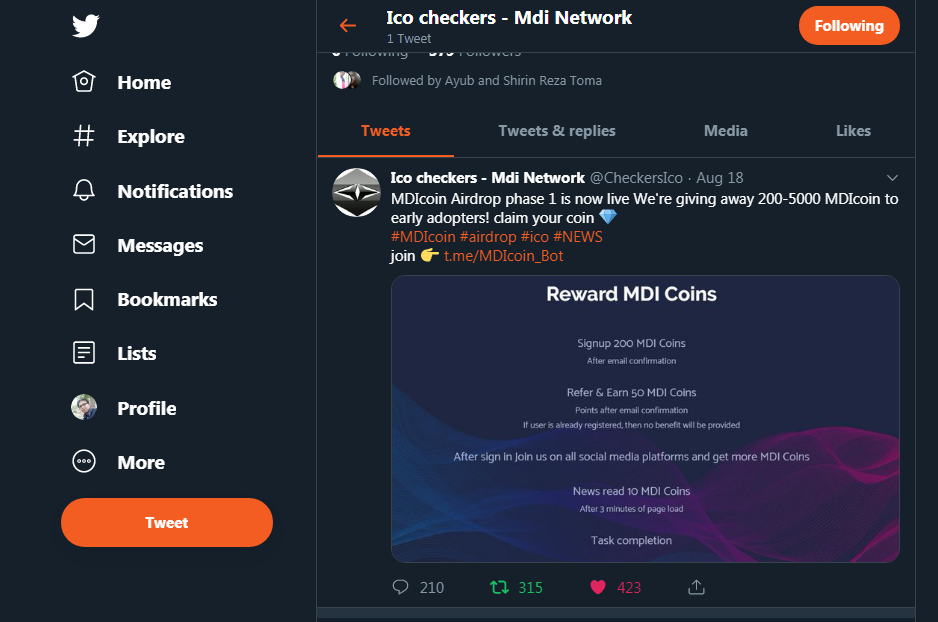 Ico checkers - Mdi Network
1 Tweet
Following
Following Followers
Followed by Ayub and Shirin Reza Toma
Home
Explore
Notifications
Messages
Bookmarks
Lists
Profile
More
Tweet
Tweets Tweets & replies Media Likes
Ico checkers - Mdi Network @CheckersIco · Aug 18
MDIcoin Airdrop phase 1 is now live We're giving away 200-5000 MDIcoin to
early adopters! claim your coin 💎
#MDIcoin #airdrop #ico #NEWS
join 👉 t.me/MDIcoin_Bot
Reward MDI Coins
Signup 200 MDI Coins
After email confirmation
Refer & Earn 50 MDI Coins
Points after email confirmation
If user is already registered, then no benefit will be provided
After sign in Join us on all social media platforms and get more MDI Coins
News read 10 MDI Coins
After 3 minutes of page load
Task completion
210 315 423